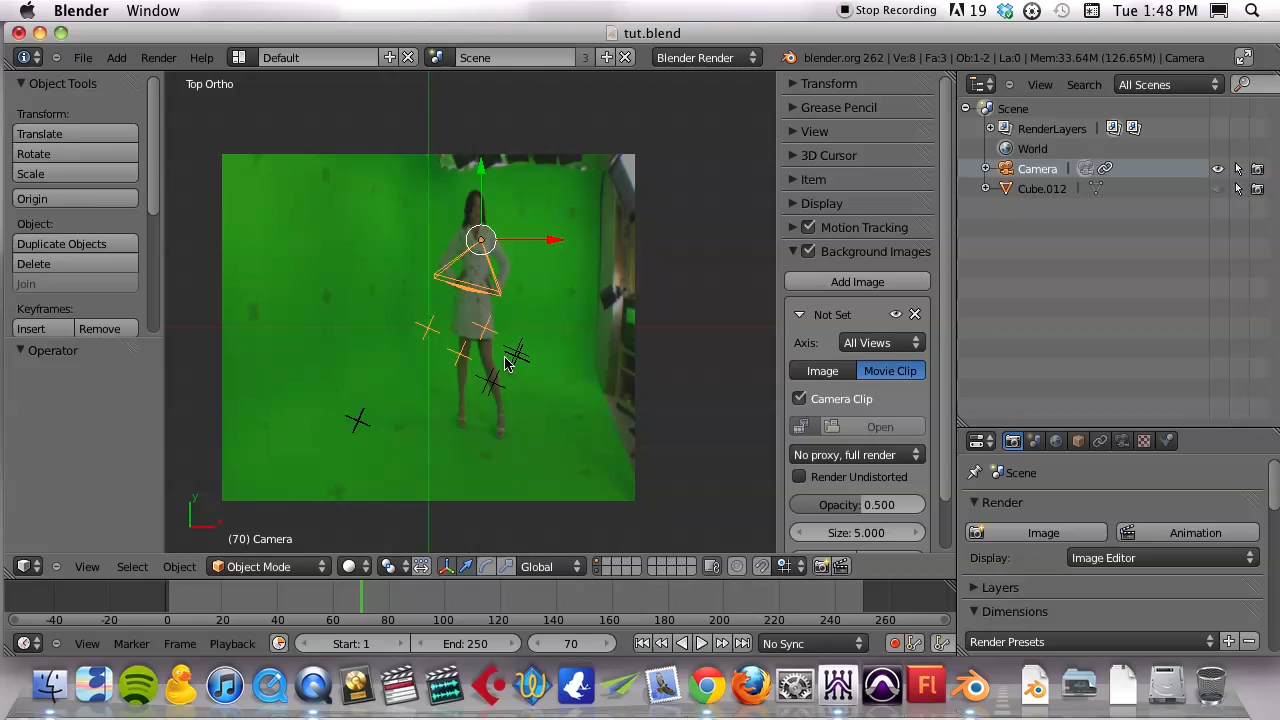 Blender Window Stop Recording 19 Tue 1:48 PM
tut.blend
File Add Render Help Default Scene 3 Blender Render blender.org 262 | Ve:8 | Fa:3 | Ob:1-2 | La:0 | Mem:33.64M (126.65M) | Camera
Object Tools
Transform:
Translate
Rotate
Scale
Origin
Object:
Duplicate Objects
Delete
Join
Keyframes:
Insert Remove
Operator
Top Ortho
y
x
(70) Camera
Transform
Grease Pencil
View
3D Cursor
Item
Display
Motion Tracking
Background Images
Add Image
Not Set
Axis: All Views
Image Movie Clip
Camera Clip
Open
No proxy, full render
Render Undistorted
Opacity: 0.500
Size: 5.000
View Search All Scenes
Scene
RenderLayers
World
Camera
Cube.012
Scene
Render
Image Animation
Display: Image Editor
Layers
Dimensions
Render Presets
View Select Object Object Mode Global
-40 -20 0 20 40 60 80 100 120 140 160 180 200 220 240 260
View Marker Frame Playback Start: 1 End: 250 70 No Sync
Fl